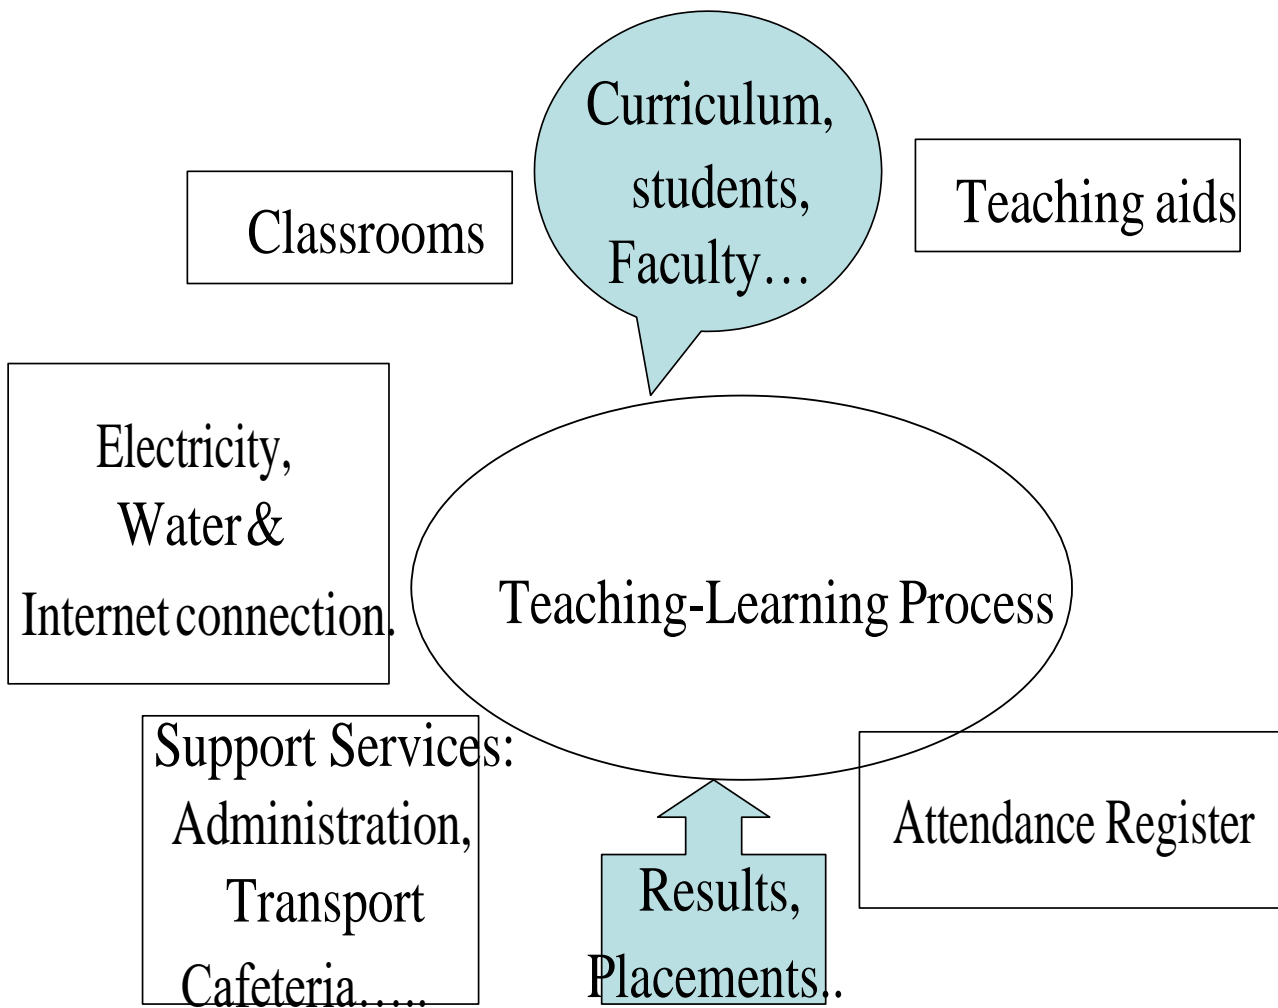 Curriculum,
students,
Faculty…
Classrooms
Teaching aids
Electricity,
Water &
Internet connection.
Teaching-Learning Process
Support Services:
Administration,
Transport
Cafeteria…..
Attendance Register
Results,
Placements..